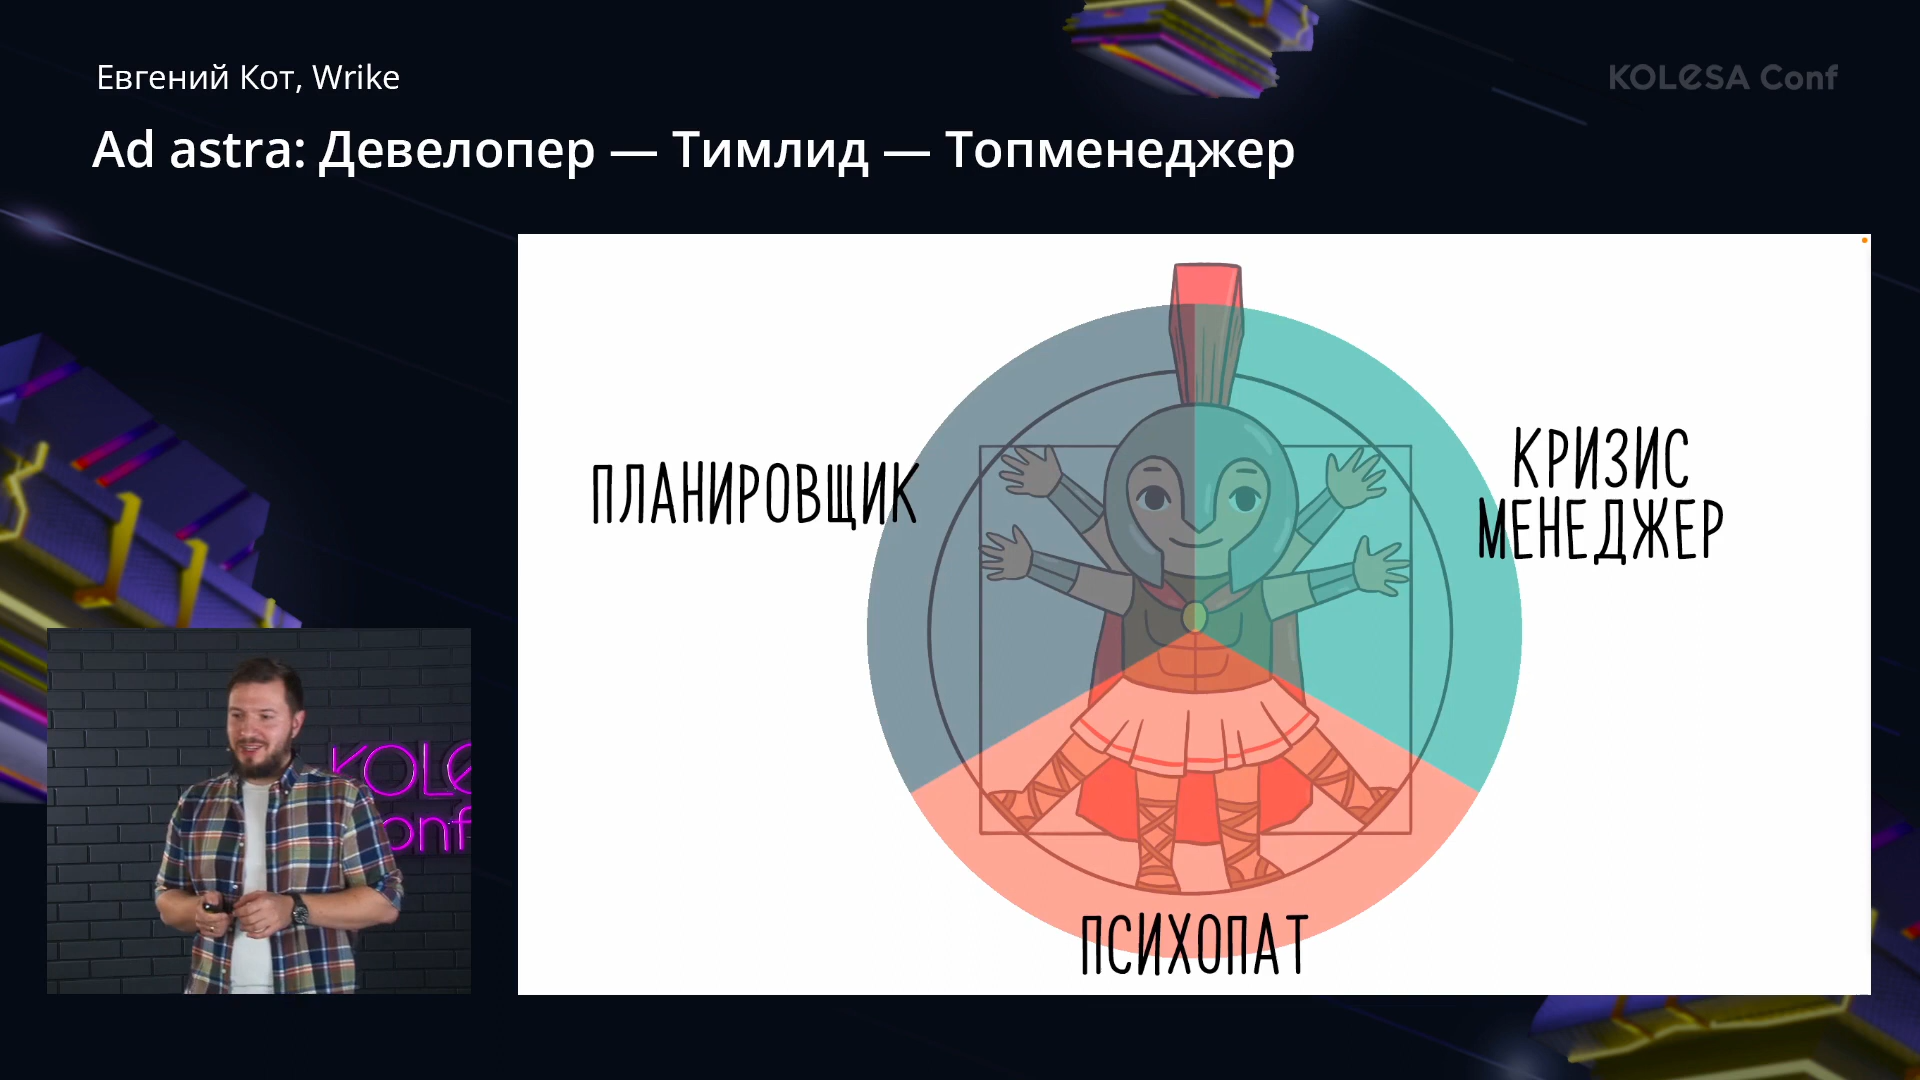 Евгений Кот, Wrike
KOLESA Conf
Ad astra: Девелопер — Тимлид — Топменеджер
ПЛАНИРОВЩИК
КРИЗИС
МЕНЕДЖЕР
ПСИХОПАТ